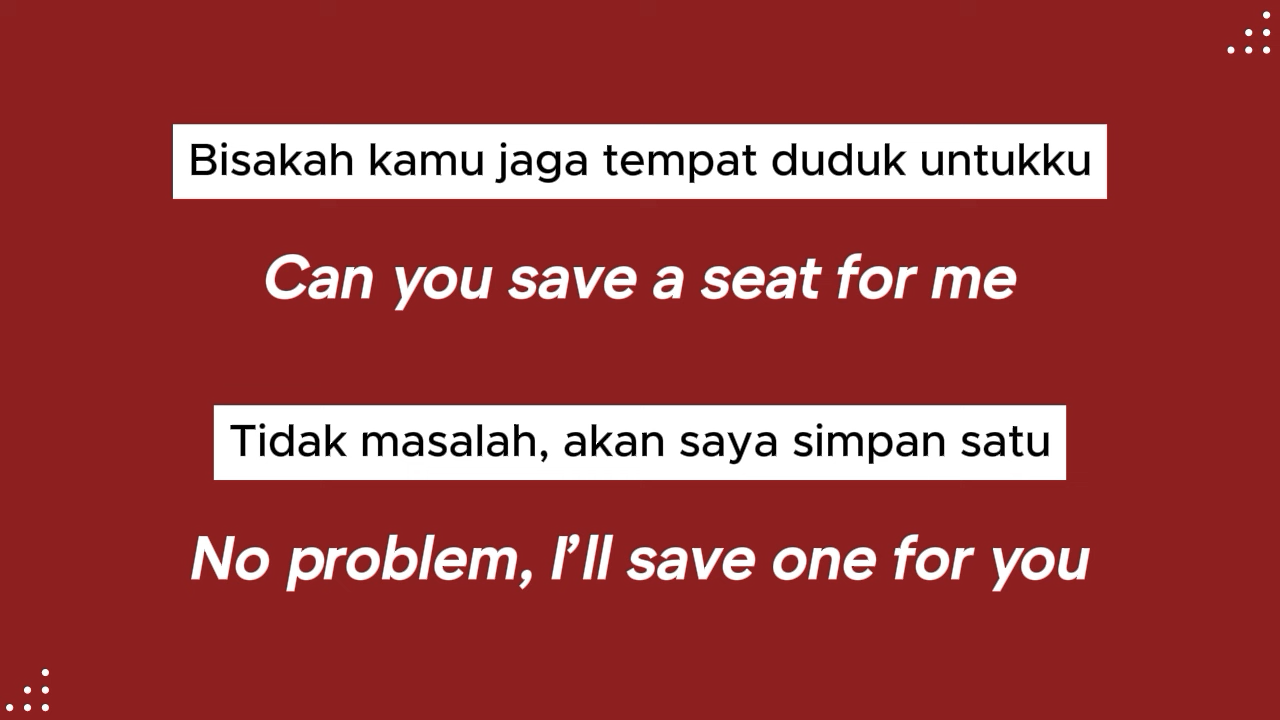 Bisakah kamu jaga tempat duduk untukku
Can you save a seat for me
Tidak masalah, akan saya simpan satu
No problem, I’ll save one for you